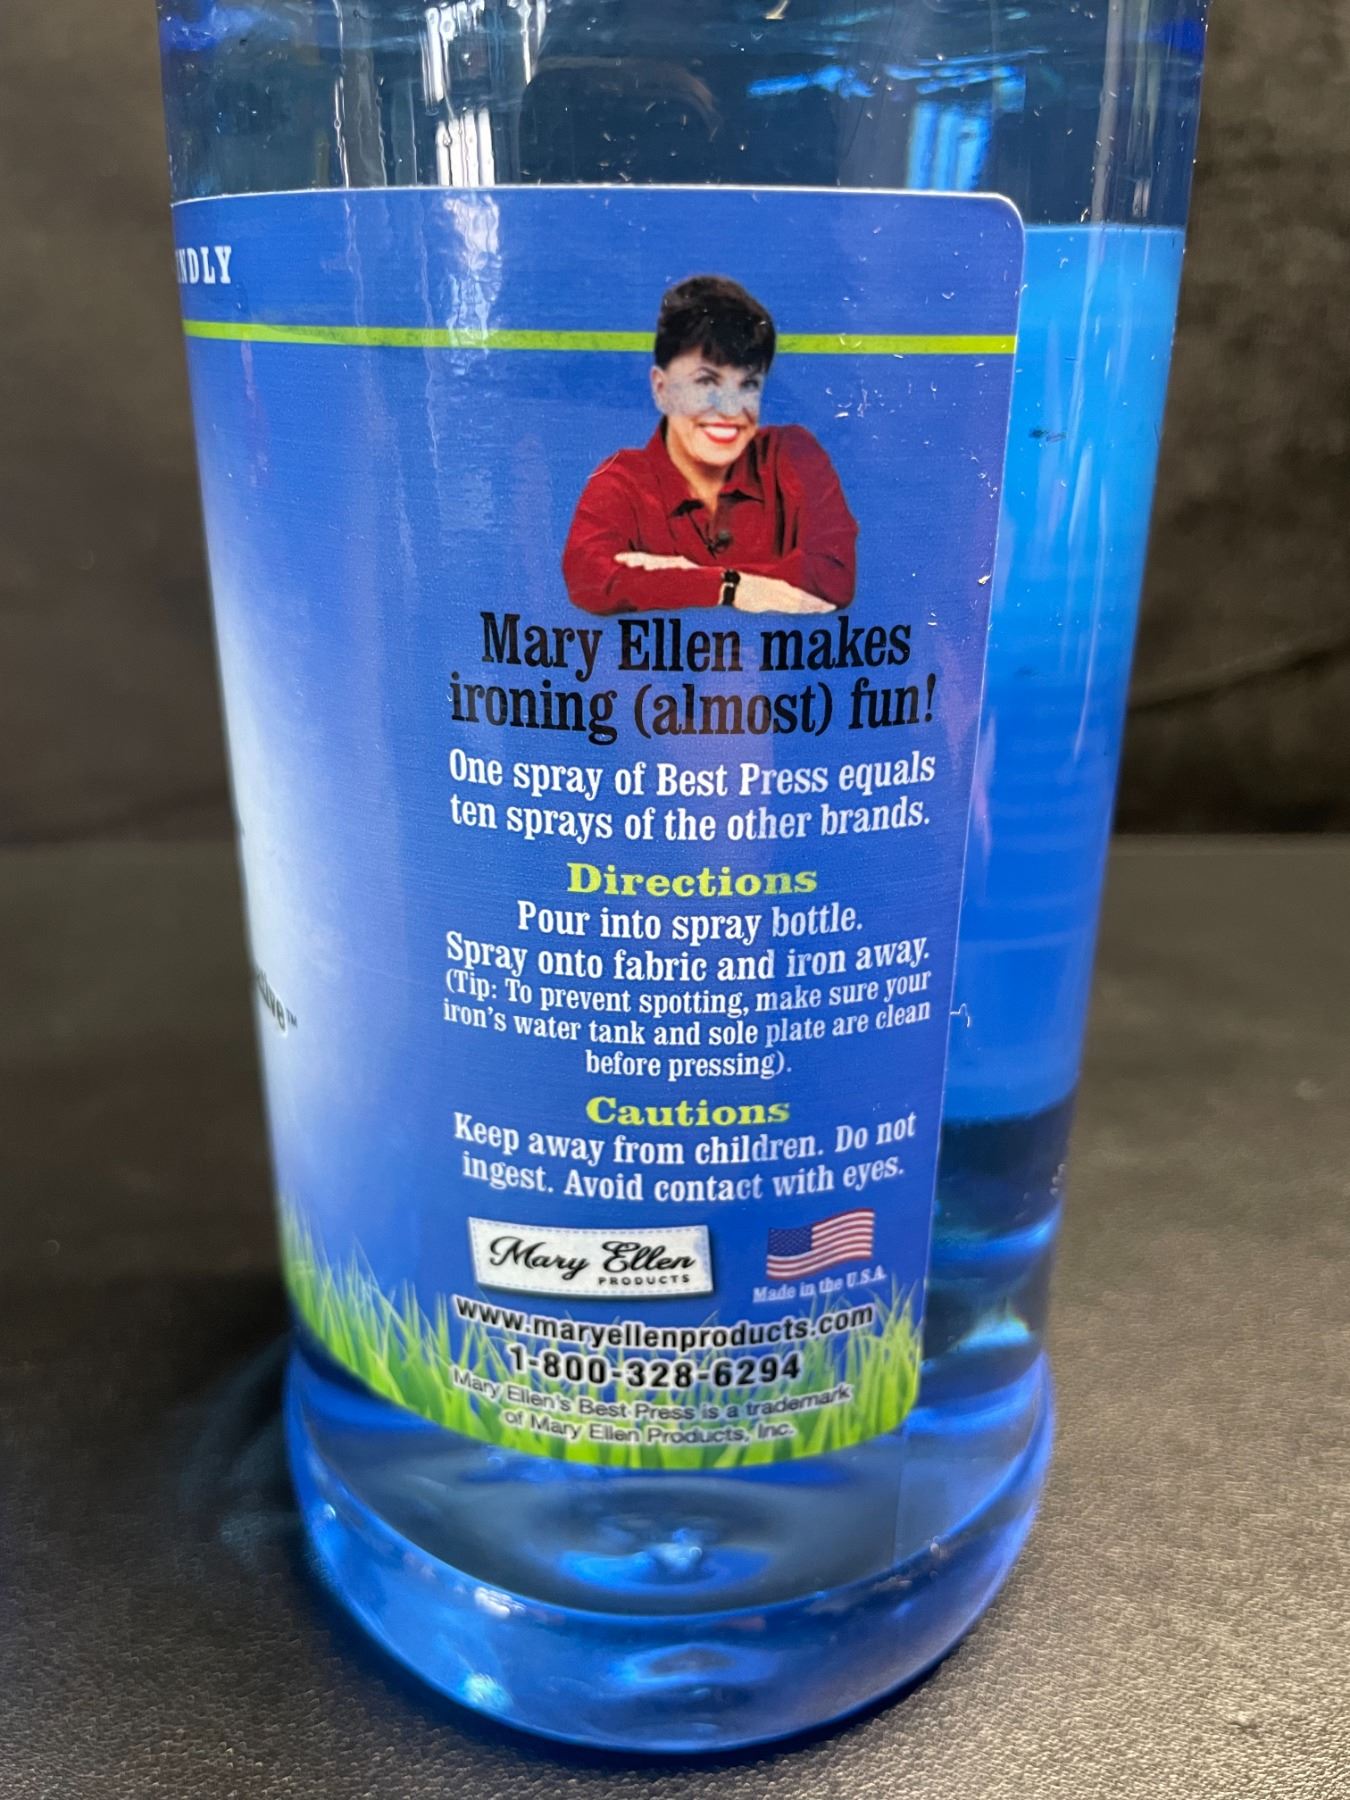 Mary Ellen makes
ironing (almost) fun!
One spray of Best Press equals
ten sprays of the other brands.
Directions
Pour into spray bottle.
Spray onto fabric and iron away.
(Tip: To prevent spotting, make sure your
iron's water tank and sole plate are clean
before pressing).
Cautions
Keep away from children. Do not
ingest. Avoid contact with eyes.
Mary Ellen
PRODUCTS
Made in the U.S.A.
www.maryellenproducts.com
1-800-328-6294
Mary Ellen's Best Press is a trademark
of Mary Ellen Products, Inc.